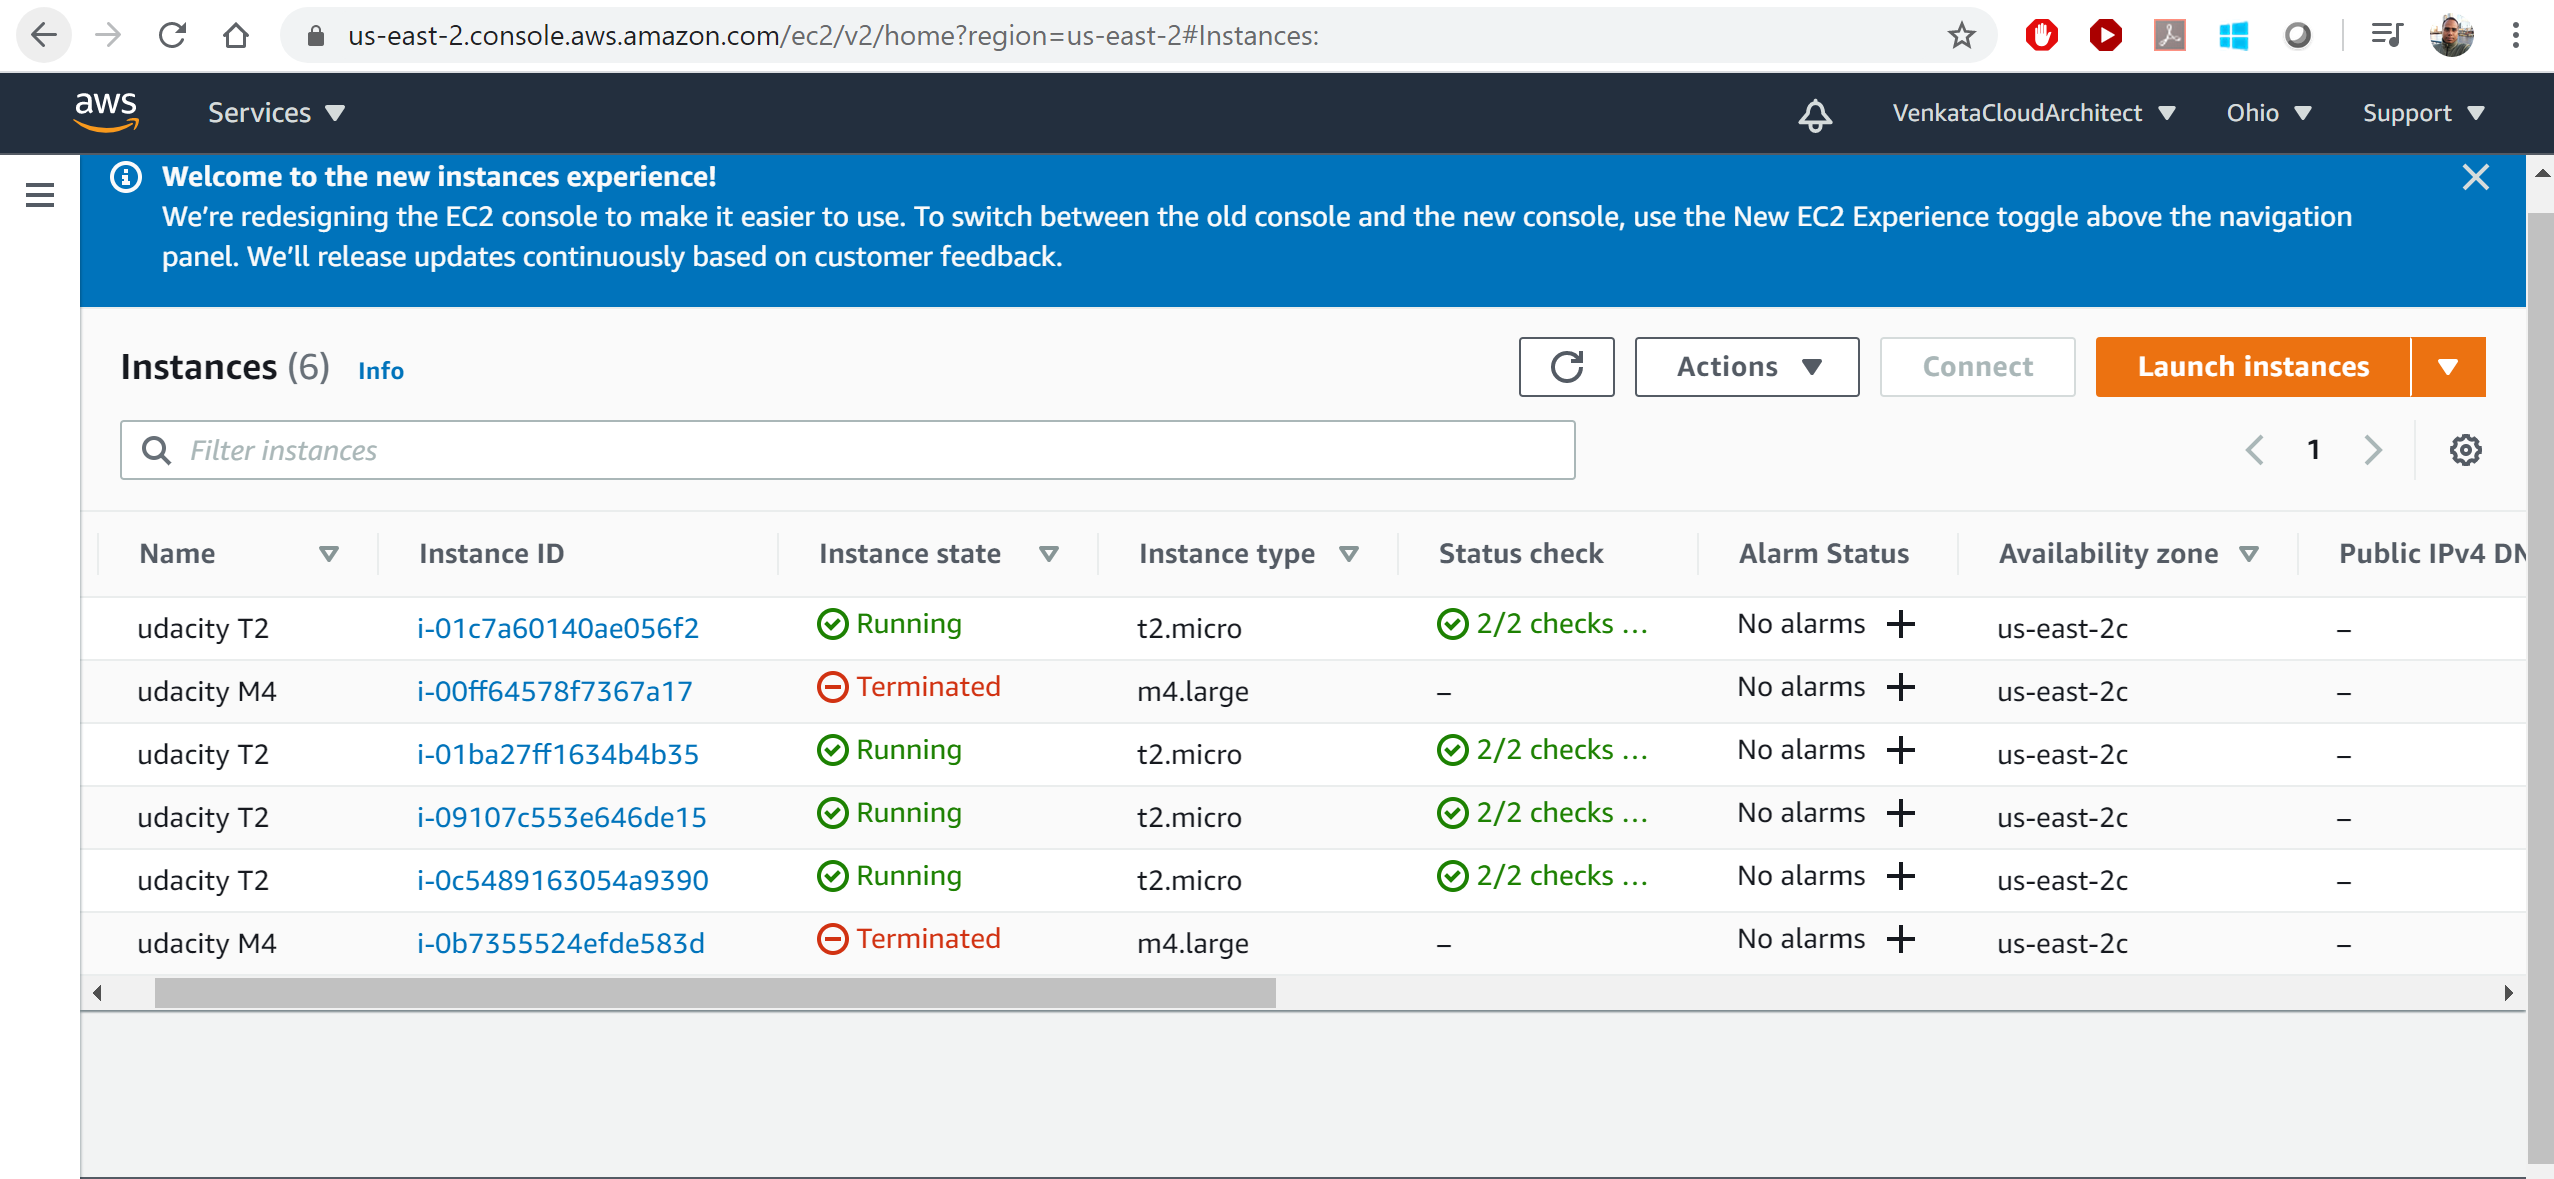 us-east-2.console.aws.amazon.com/ec2/v2/home?region=us-east-2#Instances:
aws Services VenkataCloudArchitect Ohio Support
Welcome to the new instances experience!
We're redesigning the EC2 console to make it easier to use. To switch between the old console and the new console, use the New EC2 Experience toggle above the navigation
panel. We'll release updates continuously based on customer feedback.
Instances (6) Info Actions Connect Launch instances
Filter instances 1
Name Instance ID Instance state Instance type Status check Alarm Status Availability zone Public IPv4 DN
udacity T2 i-01c7a60140ae056f2 Running t2.micro 2/2 checks ... No alarms + us-east-2c –
udacity M4 i-00ff64578f7367a17 Terminated m4.large – No alarms + us-east-2c –
udacity T2 i-01ba27ff1634b4b35 Running t2.micro 2/2 checks ... No alarms + us-east-2c –
udacity T2 i-09107c553e646de15 Running t2.micro 2/2 checks ... No alarms + us-east-2c –
udacity T2 i-0c5489163054a9390 Running t2.micro 2/2 checks ... No alarms + us-east-2c –
udacity M4 i-0b7355524efde583d Terminated m4.large – No alarms + us-east-2c –